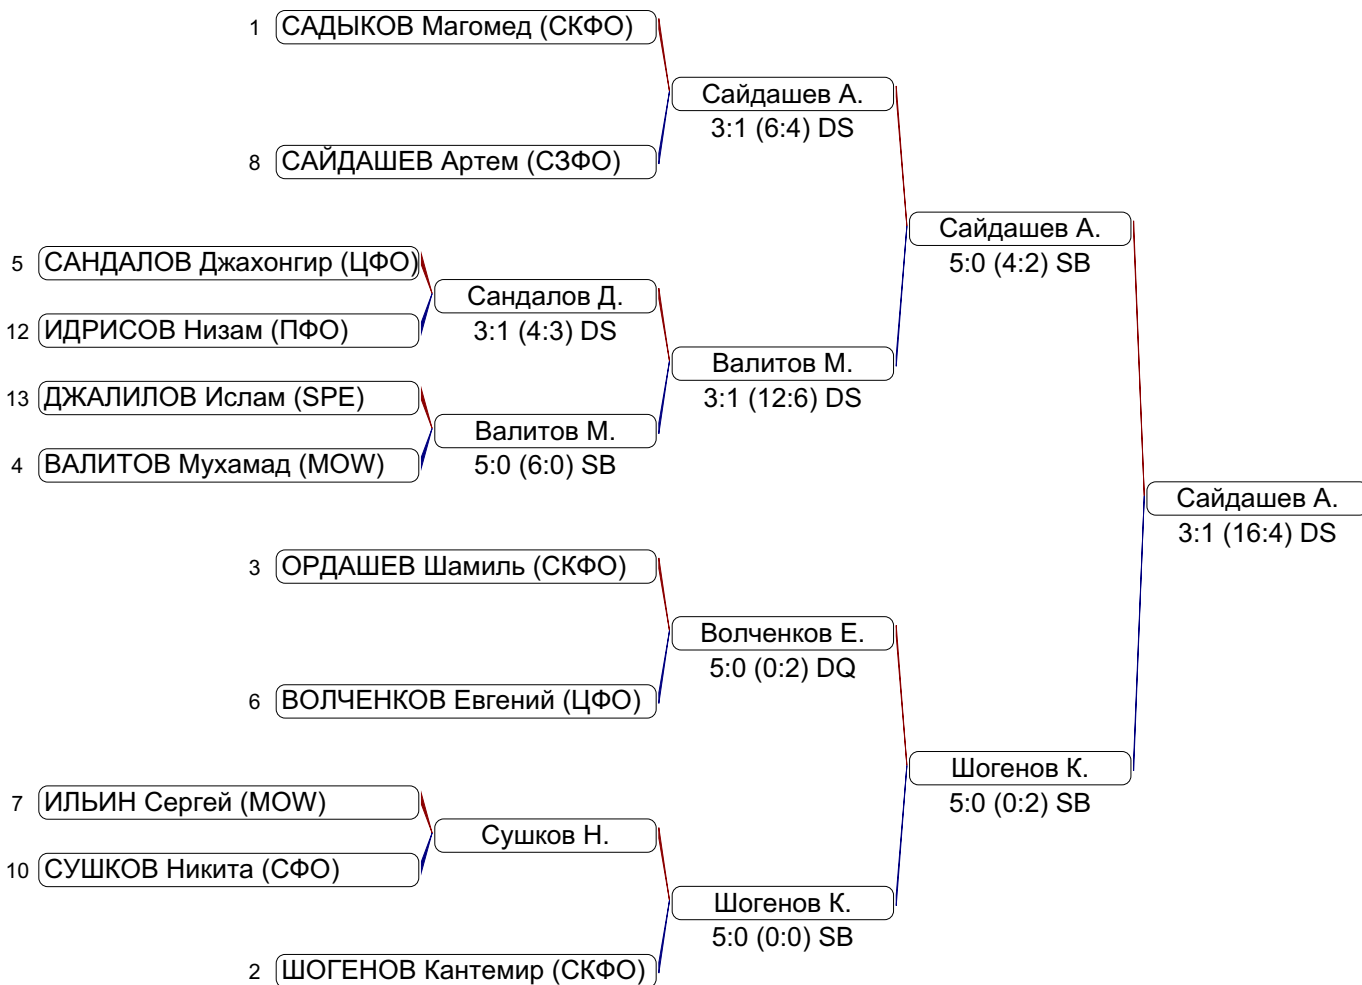 1 САДЫКОВ Магомед (СКФО)
Сайдашев А.
3:1 (6:4) DS
8 САЙДАШЕВ Артем (СЗФО)
Сайдашев А.
5:0 (4:2) SB
5 САНДАЛОВ Джахонгир (ЦФО)
Сандалов Д.
3:1 (4:3) DS
12 ИДРИСОВ Низам (ПФО)
Валитов М.
3:1 (12:6) DS
13 ДЖАЛИЛОВ Ислам (SPE)
Валитов М.
5:0 (6:0) SB
4 ВАЛИТОВ Мухамад (MOW)
Сайдашев А.
3:1 (16:4) DS
3 ОРДАШЕВ Шамиль (СКФО)
Волченков Е.
5:0 (0:2) DQ
6 ВОЛЧЕНКОВ Евгений (ЦФО)
Шогенов К.
5:0 (0:2) SB
7 ИЛЬИН Сергей (MOW)
Сушков Н.
10 СУШКОВ Никита (СФО)
Шогенов К.
5:0 (0:0) SB
2 ШОГЕНОВ Кантемир (СКФО)